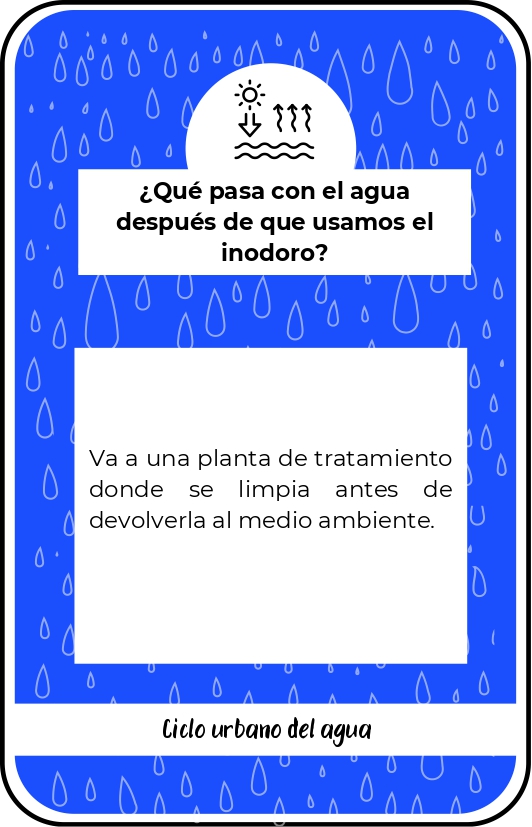 ¿Qué pasa con el agua
después de que usamos el
inodoro?
Va a una planta de tratamiento
donde se limpia antes de
devolverla al medio ambiente.
Ciclo urbano del agua